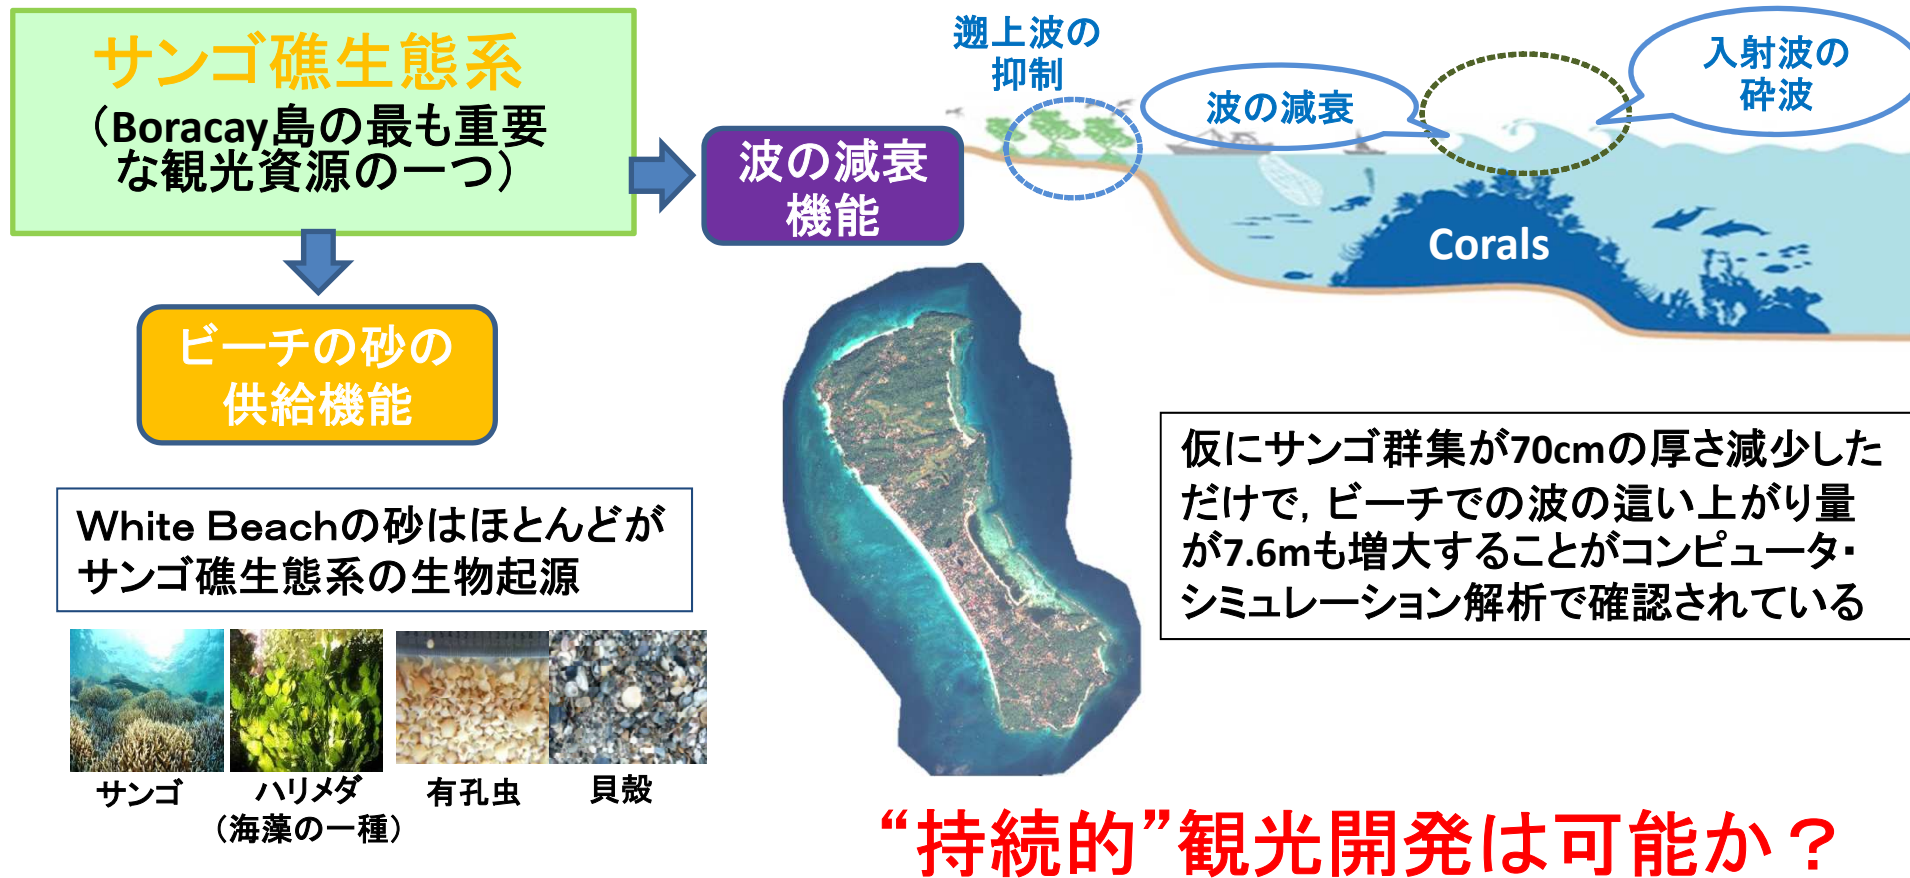 サンゴ礁生態系
（Boracay島の最も重要
な観光資源の一つ）
遡上波の
抑制
波の減衰
入射波の
砕波
波の減衰
機能
Corals
ビーチの砂の
供給機能
仮にサンゴ群集が70cmの厚さ減少した
だけで，ビーチでの波の這い上がり量
が7.6mも増大することがコンピュータ・
シミュレーション解析で確認されている
White Beachの砂はほとんどが
サンゴ礁生態系の生物起源
サンゴ
ハリメダ
（海藻の一種）
有孔虫
貝殻
“持続的”観光開発は可能か？